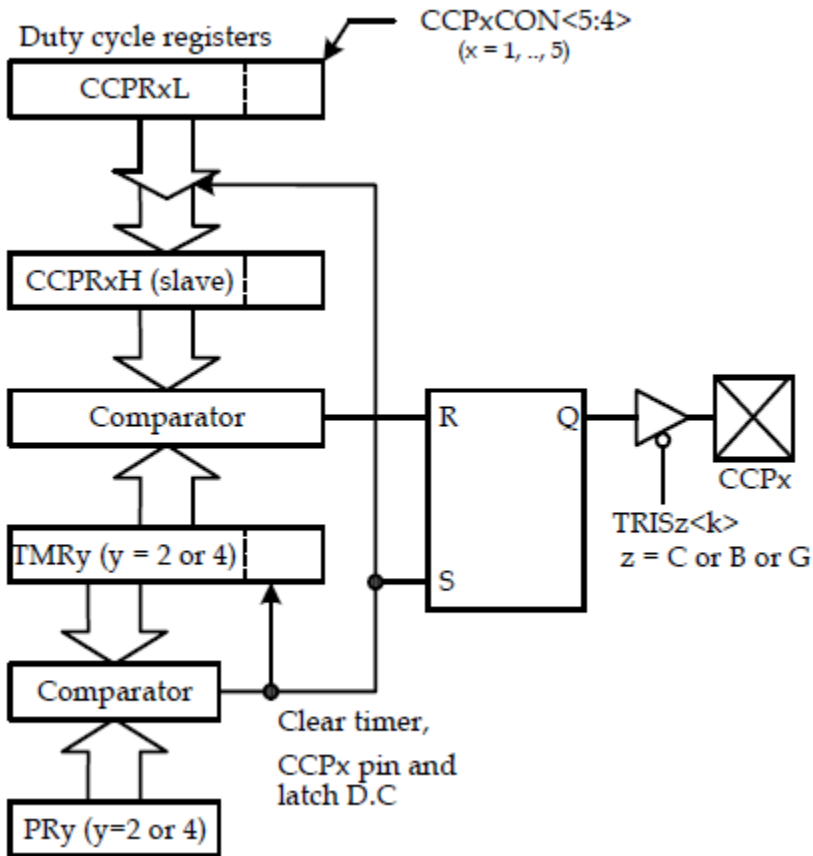 Duty cycle registers
CCPxCON<5:4>
(x = 1, .., 5)
CCPRxL
CCPRxH (slave)
Comparator
R
Q
CCPx
TRISz<k>
z = C or B or G
TMRy (y = 2 or 4)
S
Comparator
Clear timer,
CCPx pin and
latch D.C
PRy (y=2 or 4)